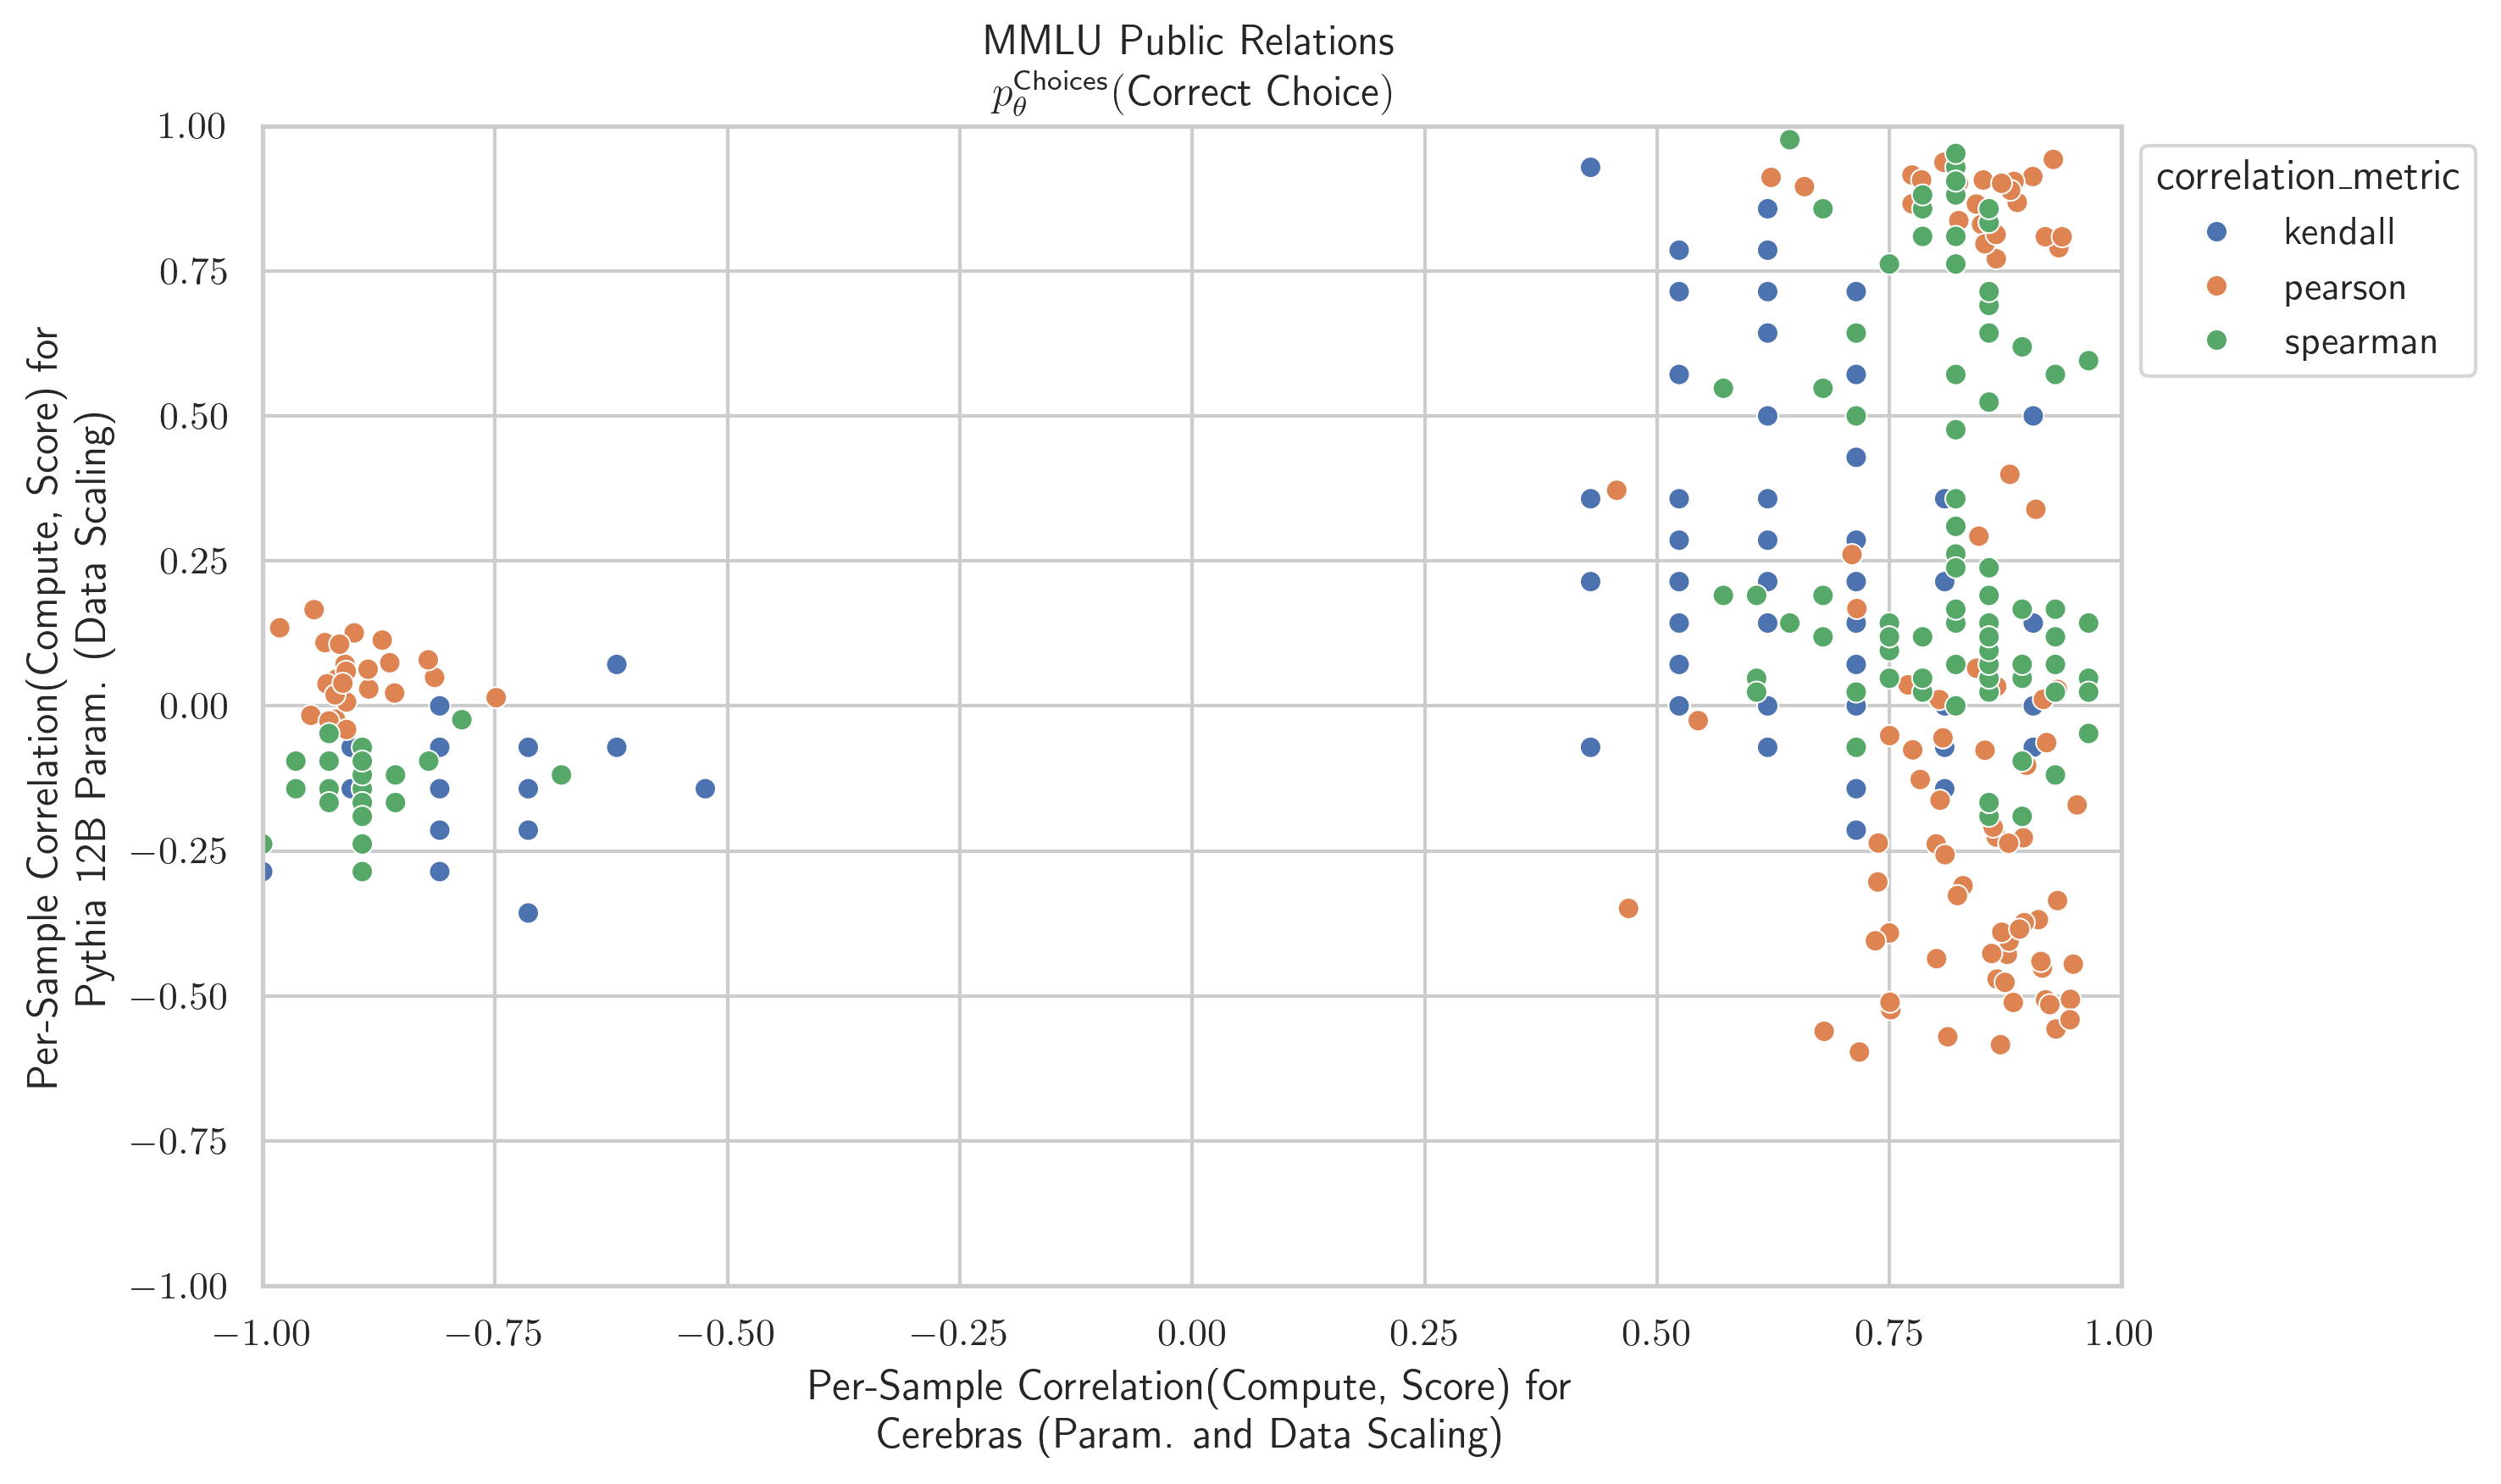 MMLU Public Relations
p_θ^Choices(Correct Choice)
1.00
0.75
0.50
0.25
0.00
−0.25
−0.50
−0.75
−1.00
Per-Sample Correlation(Compute, Score) for
Pythia 12B Param. (Data Scaling)
correlation_metric
kendall
pearson
spearman
−1.00
−0.75
−0.50
−0.25
0.00
0.25
0.50
0.75
1.00
Per-Sample Correlation(Compute, Score) for
Cerebras (Param. and Data Scaling)